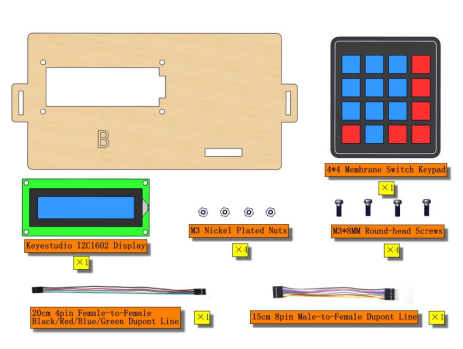 B
4*4 Membrane Switch Keypad
×1
Keyestudio I2C1602 Display
×1
M3 Nickel Plated Nuts
×4
M3*8MM Round-head Screws
×4
20cm 4pin Female-to-Female
Black/Red/Blue/Green Dupont Line
×1
15cm 8pin Male-to-Female Dupont Line
×1